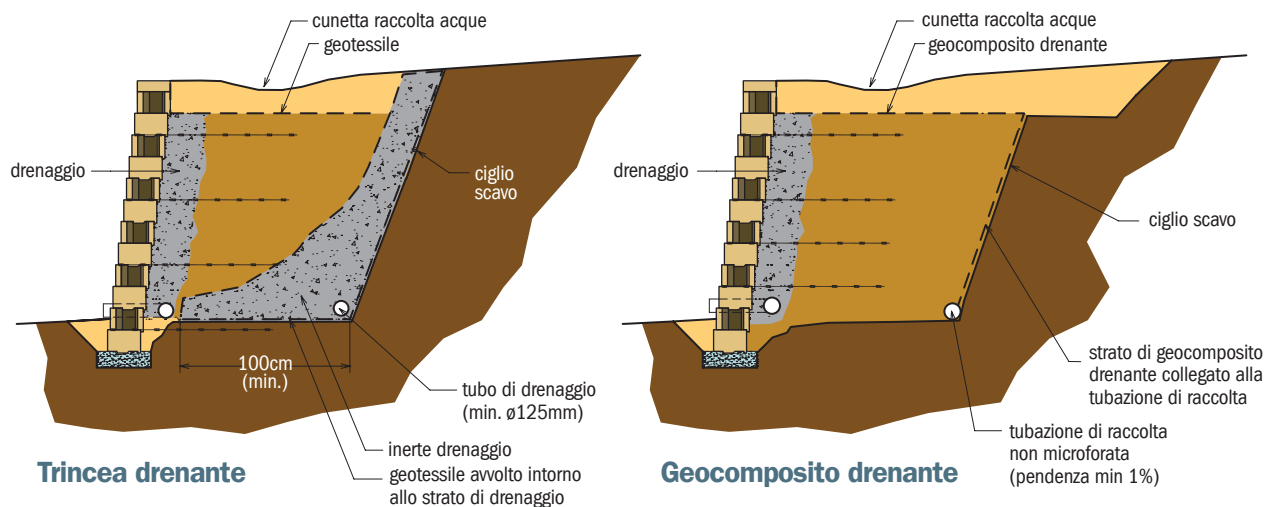 cunetta raccolta acque
geotessile
drenaggio
ciglio
scavo
100cm
(min.)
tubo di drenaggio
(min. ø125mm)
inerte drenaggio
geotessile avvolto intorno
allo strato di drenaggio
Trincea drenante
cunetta raccolta acque
geocomposito drenante
drenaggio
ciglio scavo
strato di geocomposito
drenante collegato alla
tubazione di raccolta
tubazione di raccolta
non microforata
(pendenza min 1%)
Geocomposito drenante